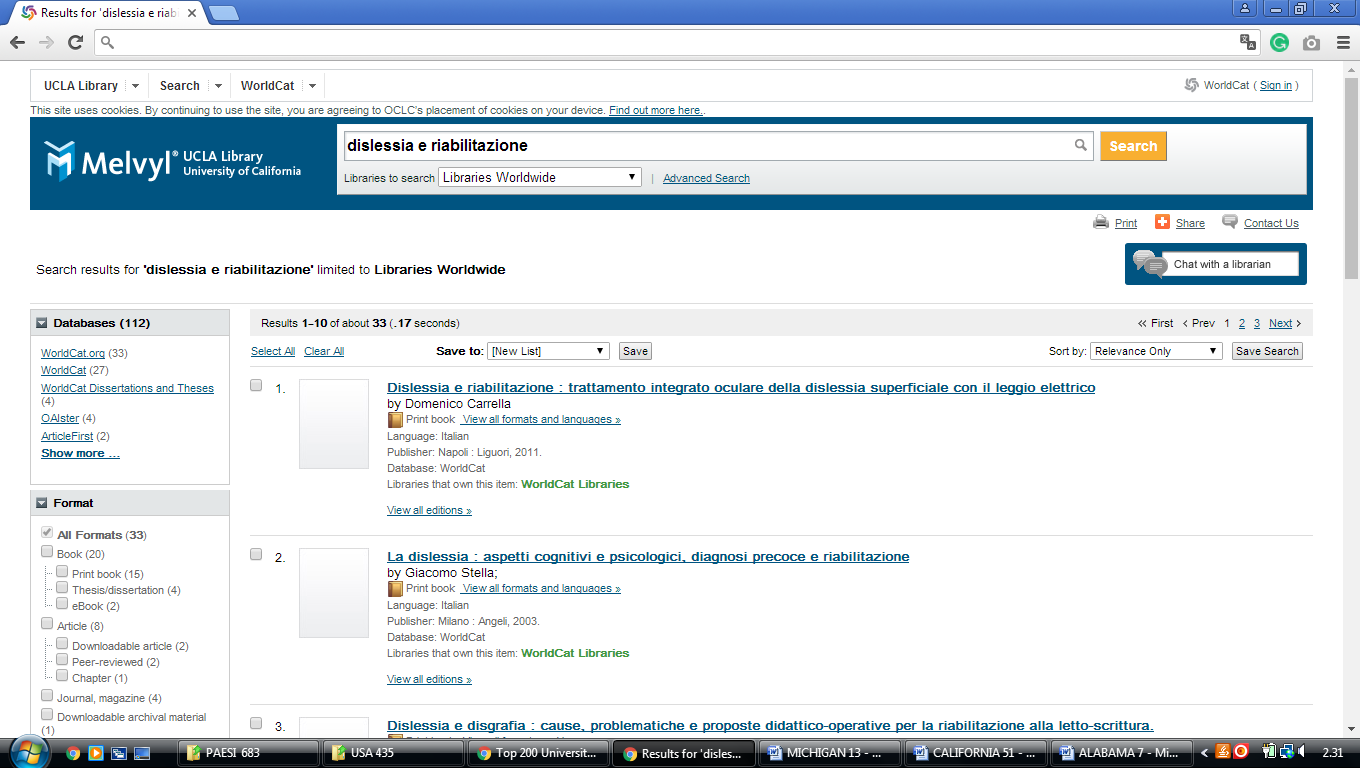 Results for 'dislessia e riab
UCLA Library Search WorldCat WorldCat ( Sign in )
This site uses cookies. By continuing to use the site, you are agreeing to OCLC's placement of cookies on your device. Find out more here..
Melvyl® UCLA Library
University of California
dislessia e riabilitazione Search
Libraries to search Libraries Worldwide | Advanced Search
Print Share Contact Us
Chat with a librarian
Search results for 'dislessia e riabilitazione' limited to Libraries Worldwide
Databases (112)
WorldCat.org (33)
WorldCat (27)
WorldCat Dissertations and Theses
(4)
OAIster (4)
ArticleFirst (2)
Show more ...
Format
All Formats (33)
Book (20)
Print book (15)
Thesis/dissertation (4)
eBook (2)
Article (8)
Downloadable article (2)
Peer-reviewed (2)
Chapter (1)
Journal, magazine (4)
Downloadable archival material
(1)
Results 1-10 of about 33 (.17 seconds) « First ‹ Prev 1 2 3 Next ›
Select All Clear All Save to: [New List] Save Sort by: Relevance Only Save Search
1. Dislessia e riabilitazione : trattamento integrato oculare della dislessia superficiale con il leggio elettrico
by Domenico Carrella
Print book View all formats and languages »
Language: Italian
Publisher: Napoli : Liguori, 2011.
Database: WorldCat
Libraries that own this item: WorldCat Libraries
View all editions »
2. La dislessia : aspetti cognitivi e psicologici, diagnosi precoce e riabilitazione
by Giacomo Stella;
Print book View all formats and languages »
Language: Italian
Publisher: Milano : Angeli, 2003.
Database: WorldCat
Libraries that own this item: WorldCat Libraries
View all editions »
3. Dislessia e disgrafia : cause, problematiche e proposte didattico-operative per la riabilitazione alla letto-scrittura.
PAESI 683 USA 435 Top 200 Universit... Results for 'disles... MICHIGAN 13 - ... CALIFORNIA 51 - ... ALABAMA 7 - Mi... 2.31